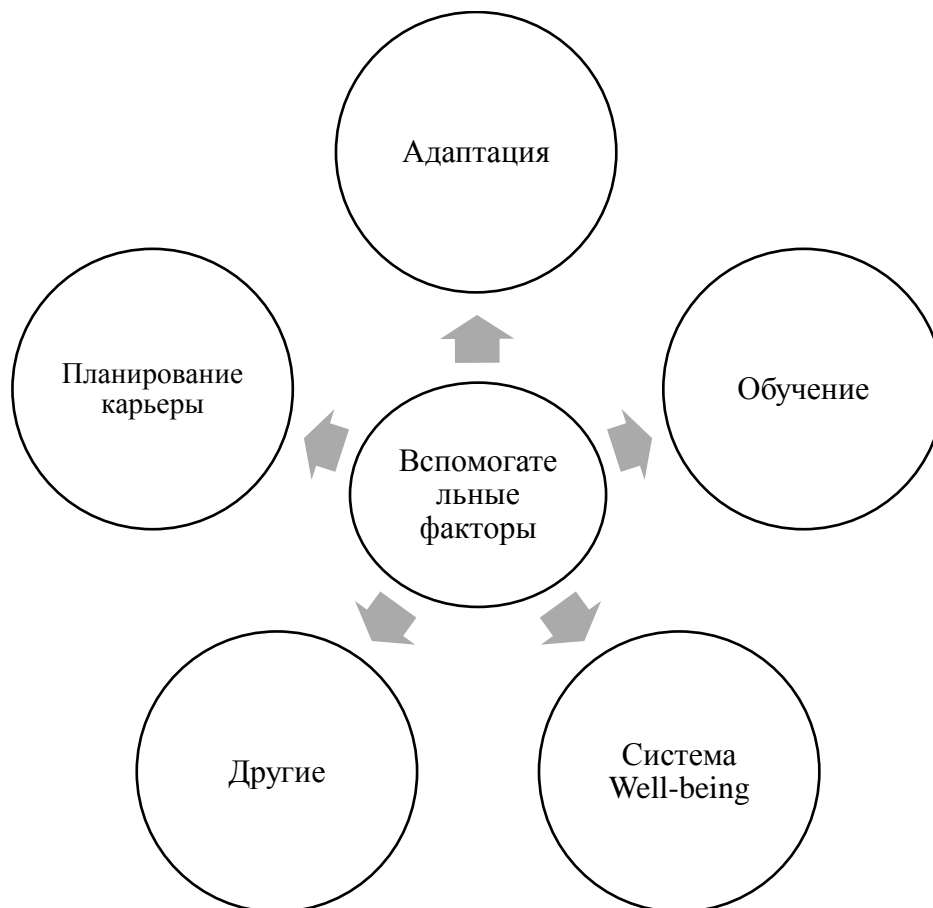 Адаптация
Планирование
карьеры
Обучение
Вспомогате
льные
факторы
Другие
Система
Well-being